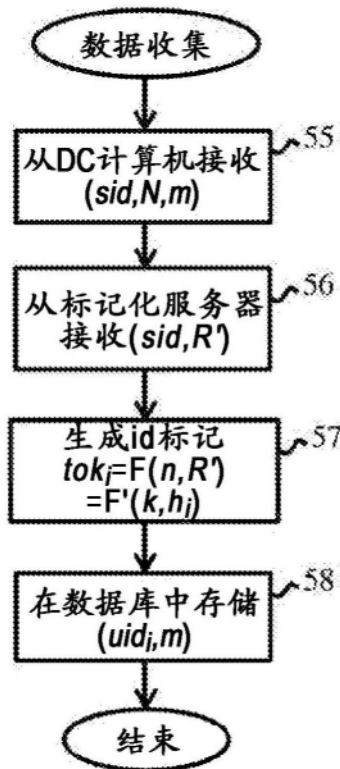 数据收集
55
从DC计算机接收
(sid,N,m)
56
从标记化服务器
接收(sid,R')
57
生成id标记
tokᵢ=F(n,R')
=F'(k,hᵢ)
58
在数据库中存储
(uidᵢ,m)
结束